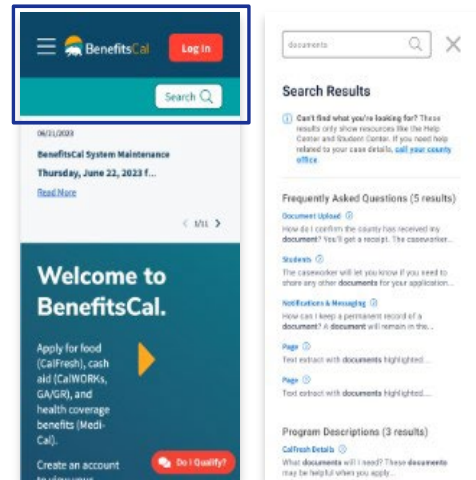 BenefitsCal
Log In
Search
06/21/2023
BenefitsCal System Maintenance
Thursday, June 22, 2023 f...
Read More
1/11
Welcome to
BenefitsCal.
Apply for food
(CalFresh), cash
aid (CalWORKs,
GA/GR), and
health coverage
benefits (Medi-
Cal).
Create an account
to view your
Do I Qualify?
documents
Search Results
Can't find what you're looking for? These
results only show resources like the Help
Center and Student Center. If you need help
related to your case details, call your county
office.
Frequently Asked Questions (5 results)
Document Upload
How do I confirm the county has received my
document? You'll get a receipt. The caseworker...
Students
The caseworker will let you know if you need to
share any other documents for your application...
Notifications & Messaging
How can I keep a permanent record of a
document? A document will remain in the...
Page
Text extract with documents highlighted...
Page
Text extract with documents highlighted...
Program Descriptions (3 results)
CalFresh Details
What documents will I need? These documents
may be helpful when you apply...